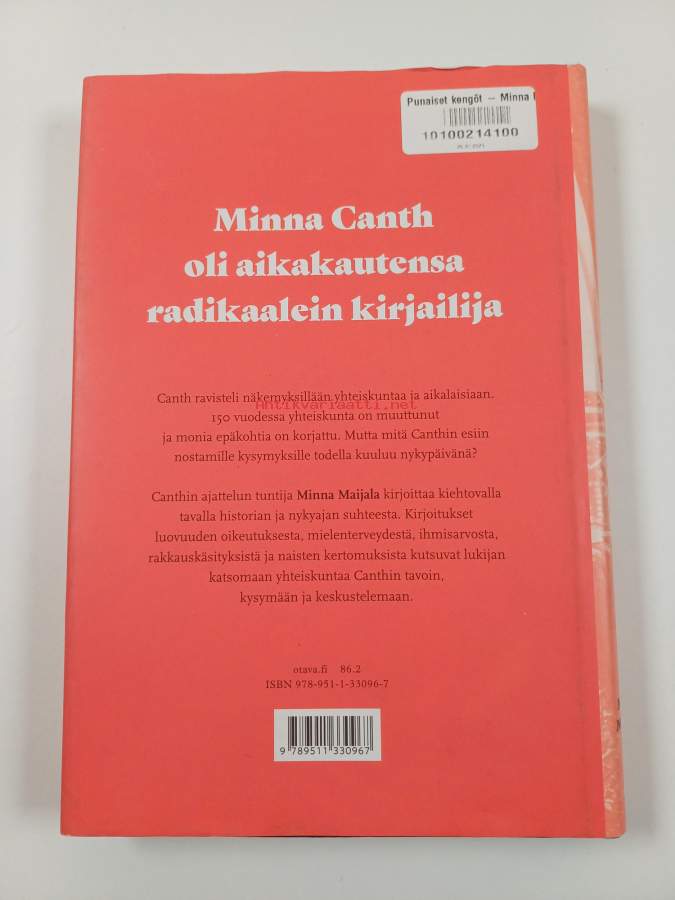 Punaiset kengät – Minna
10100214100
Minna Canth
oli aikakautensa
radikaalein kirjailija
Canth ravisteli näkemyksillään yhteiskuntaa ja aikalaisiaan.
Antikvariaatti.net
150 vuodessa yhteiskunta on muuttunut
ja monia epäkohtia on korjattu. Mutta mitä Canthin esiin
nostamille kysymyksille todella kuuluu nykypäivänä?
Canthin ajattelun tuntija Minna Maijala kirjoittaa kiehtovalla
tavalla historian ja nykyajan suhteesta. Kirjoitukset
luovuuden oikeutuksesta, mielenterveydestä, ihmisarvosta,
rakkauskäsityksistä ja naisten kertomuksista kutsuvat lukijan
katsomaan yhteiskuntaa Canthin tavoin,
kysymään ja keskustelemaan.
otava.fi 86.2
ISBN 978-951-1-33096-7
9 789511 330967